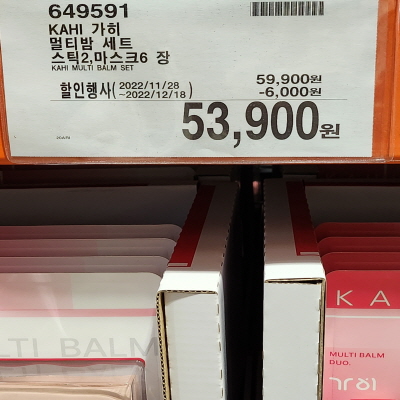 649591
KAHI 가히
멀티밤 세트
스틱2,마스크6 장
KAHI MULTI BALM SET
할인행사(2022/11/28 ~2022/12/18)
59,900원
-6,000원
53,900원
LTI BALM
KA
MULTI BALM
DUO.
가히